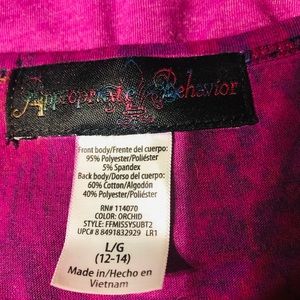 Appropriate Behavior
Front body/Frente del cuerpo:
95% Polyester/Poliéster
5% Spandex
Back body/Dorso del cuerpo:
60% Cotton/Algodón
40% Polyester/Poliéster
RN# 114070
COLOR: ORCHID
STYLE: FFMISSYSUBT2
UPC# 8 8491832929 LR1
L/G
(12-14)
Made in/Hecho en
Vietnam